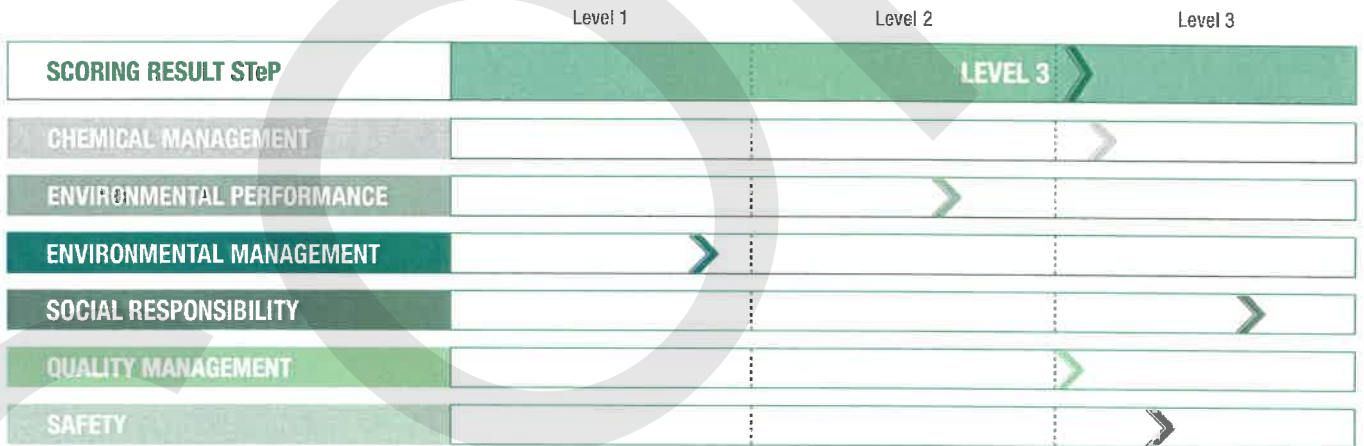 Level 1 Level 2 Level 3
SCORING RESULT STeP LEVEL 3
CHEMICAL MANAGEMENT
ENVIRONMENTAL PERFORMANCE
ENVIRONMENTAL MANAGEMENT
SOCIAL RESPONSIBILITY
QUALITY MANAGEMENT
SAFETY